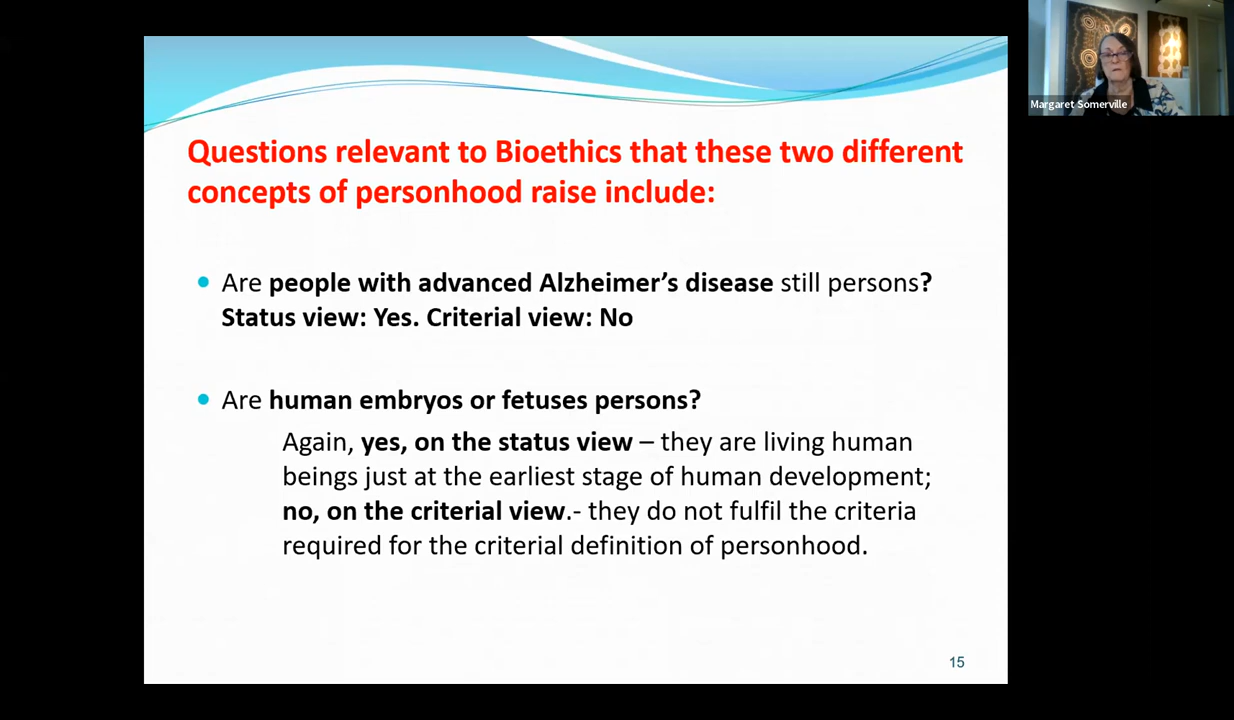 Questions relevant to Bioethics that these two different
concepts of personhood raise include:
Are people with advanced Alzheimer’s disease still persons?
Status view: Yes. Criterial view: No
Are human embryos or fetuses persons?
Again, yes, on the status view – they are living human
beings just at the earliest stage of human development;
no, on the criterial view.- they do not fulfil the criteria
required for the criterial definition of personhood.
15
Margaret Somerville